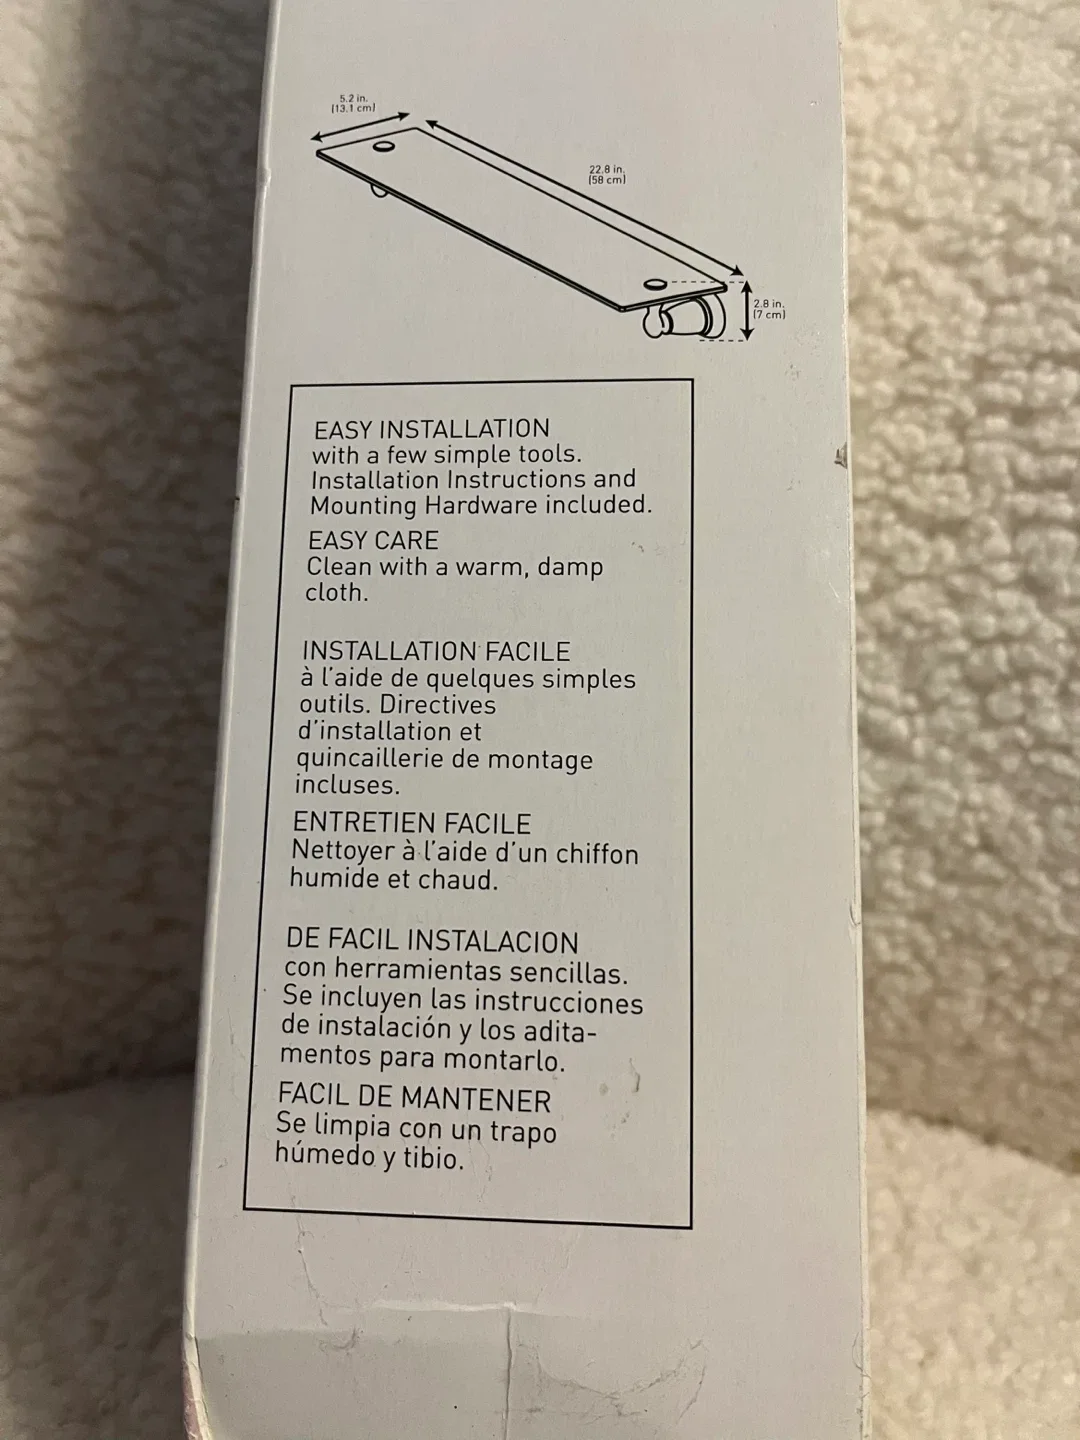 5.2 in.
(13.1 cm)
22.8 in.
(58 cm)
2.8 in.
(7 cm)
EASY INSTALLATION
with a few simple tools.
Installation Instructions and
Mounting Hardware included.
EASY CARE
Clean with a warm, damp
cloth.
INSTALLATION FACILE
à l'aide de quelques simples
outils. Directives
d'installation et
quincaillerie de montage
incluses.
ENTRETIEN FACILE
Nettoyer à l'aide d'un chiffon
humide et chaud.
DE FACIL INSTALACION
con herramientas sencillas.
Se incluyen las instrucciones
de instalación y los adita-
mentos para montarlo.
FACIL DE MANTENER
Se limpia con un trapo
húmedo y tibio.